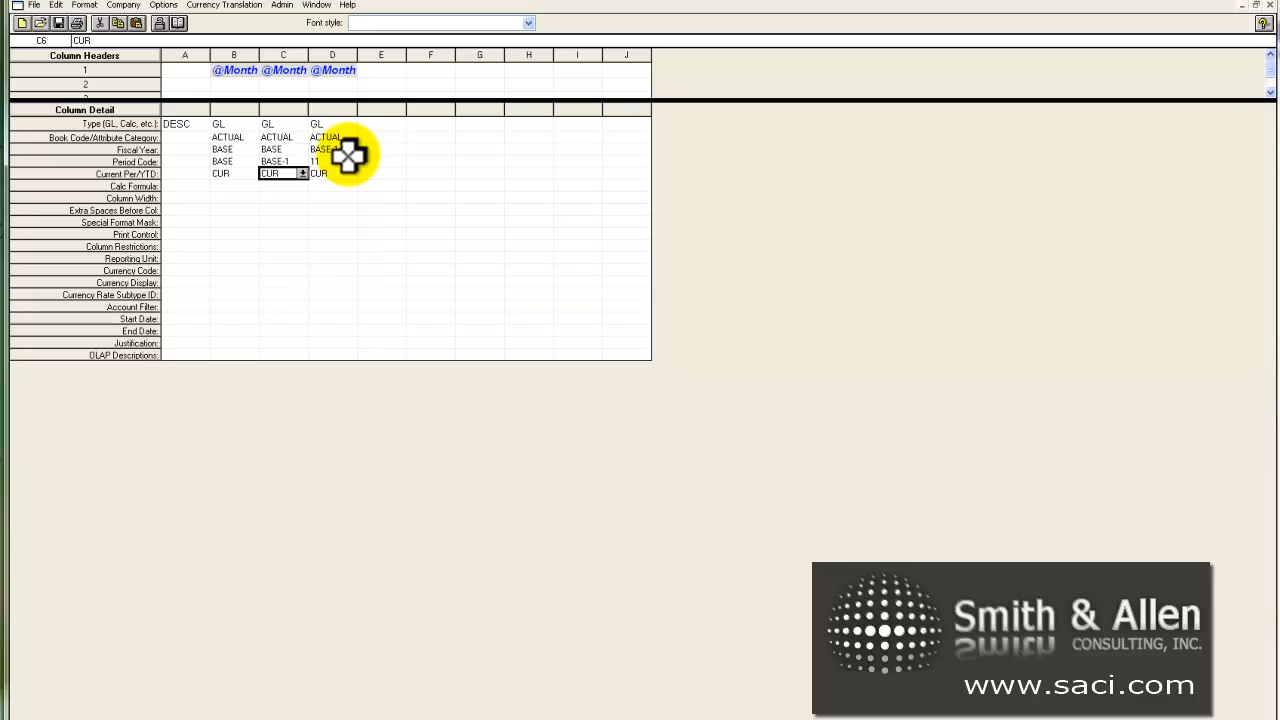 File Edit Format Company Options Currency Translation Admin Window Help
Font style:
C6 CUR
Column Headers A B C D E F G H I J
1 @Month @Month @Month
2
Column Detail
Type (GL, Calc, etc.): DESC GL GL GL
Book Code/Attribute Category: ACTUAL ACTUAL ACTUAL
Fiscal Year: BASE BASE
Period Code: BASE BASE-1 11
Current Per/YTD: CUR CUR CUR
Calc Formula:
Column Width:
Extra Spaces Before Col:
Special Format Mask:
Print Control:
Column Restrictions:
Reporting Unit:
Currency Code:
Currency Display:
Currency Rate Subtype ID:
Account Filter:
Start Date:
End Date:
Justification:
OLAP Descriptions:
Smith & Allen
CONSULTING, INC.
www.saci.com